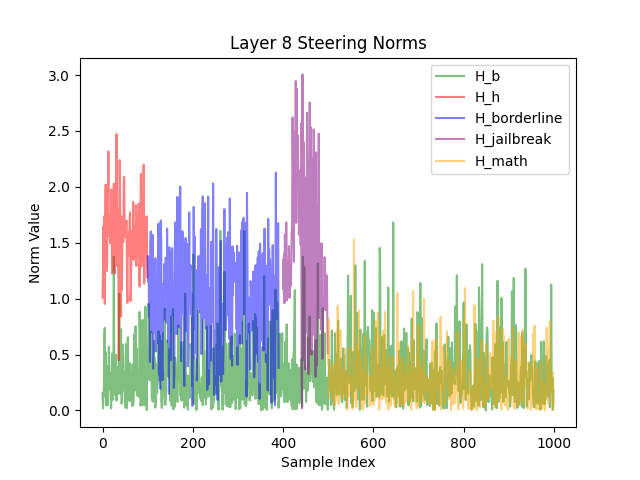 Layer 8 Steering Norms
3.0
2.5
2.0
1.5
1.0
0.5
0.0
Norm Value
H_b
H_h
H_borderline
H_jailbreak
H_math
0
200
400
600
800
1000
Sample Index